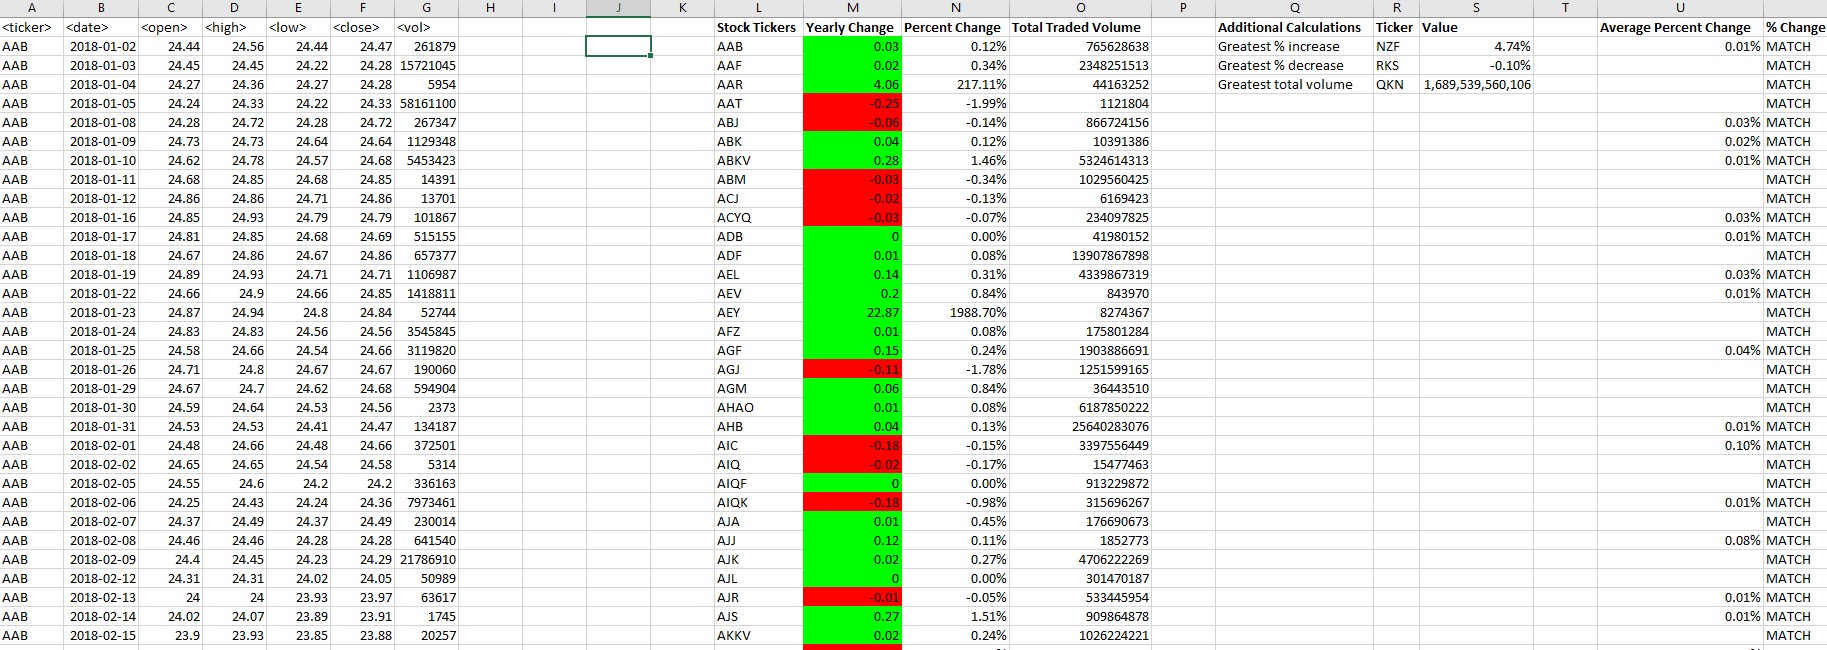 A B C D E F G H I J K L M N O P Q R S T U
<ticker> <date> <open> <high> <low> <close> <vol> Stock Tickers Yearly Change Percent Change Total Traded Volume Additional Calculations Ticker Value Average Percent Change % Change
AAB 2018-01-02 24.44 24.56 24.44 24.47 261879 AAB 0.03 0.12% 765628638 Greatest % increase NZF 4.74% 0.01% MATCH
AAB 2018-01-03 24.45 24.45 24.22 24.28 15721045 AAF 0.02 0.34% 2348251513 Greatest % decrease RKS -0.10% MATCH
AAB 2018-01-04 24.27 24.36 24.27 24.28 5954 AAR 4.06 217.11% 44163252 Greatest total volume QKN 1,689,539,560,106 MATCH
AAB 2018-01-05 24.24 24.33 24.22 24.33 58161100 AAT -0.25 -1.99% 1121804 MATCH
AAB 2018-01-08 24.28 24.72 24.28 24.72 267347 ABJ -0.06 -0.14% 866724156 0.03% MATCH
AAB 2018-01-09 24.73 24.73 24.64 24.64 1129348 ABK 0.04 0.12% 10391386 0.02% MATCH
AAB 2018-01-10 24.62 24.78 24.57 24.68 5453423 ABKV 0.28 1.46% 5324614313 0.01% MATCH
AAB 2018-01-11 24.68 24.85 24.68 24.85 14391 ABM -0.03 -0.34% 1029560425 MATCH
AAB 2018-01-12 24.86 24.86 24.71 24.86 13701 ACJ -0.02 -0.13% 6169423 MATCH
AAB 2018-01-16 24.85 24.93 24.79 24.79 101867 ACYQ -0.03 -0.07% 234097825 0.03% MATCH
AAB 2018-01-17 24.81 24.85 24.68 24.69 515155 ADB 0 0.00% 41980152 0.01% MATCH
AAB 2018-01-18 24.67 24.86 24.67 24.86 657377 ADF 0.01 0.08% 13907867898 MATCH
AAB 2018-01-19 24.89 24.93 24.71 24.71 1106987 AEL 0.14 0.31% 4339867319 0.03% MATCH
AAB 2018-01-22 24.66 24.9 24.66 24.85 1418811 AEV 0.2 0.84% 843970 0.01% MATCH
AAB 2018-01-23 24.87 24.94 24.8 24.84 52744 AEY 22.87 1988.70% 8274367 MATCH
AAB 2018-01-24 24.83 24.83 24.56 24.56 3545845 AFZ 0.01 0.08% 175801284 MATCH
AAB 2018-01-25 24.58 24.66 24.54 24.66 3119820 AGF 0.15 0.24% 1903886691 0.04% MATCH
AAB 2018-01-26 24.71 24.8 24.67 24.67 190060 AGJ -0.11 -1.78% 1251599165 MATCH
AAB 2018-01-29 24.67 24.7 24.62 24.68 594904 AGM 0.06 0.84% 36443510 MATCH
AAB 2018-01-30 24.59 24.64 24.53 24.56 2373 AHAO 0.01 0.08% 6187850222 MATCH
AAB 2018-01-31 24.53 24.53 24.41 24.47 134187 AHB 0.04 0.13% 25640283076 0.01% MATCH
AAB 2018-02-01 24.48 24.66 24.48 24.66 372501 AIC -0.18 -0.15% 3397556449 0.10% MATCH
AAB 2018-02-02 24.65 24.65 24.54 24.58 5314 AIQ -0.02 -0.17% 15477463 MATCH
AAB 2018-02-05 24.55 24.6 24.2 24.2 336163 AIQF 0 0.00% 913229872 MATCH
AAB 2018-02-06 24.25 24.43 24.24 24.36 7973461 AIQK -0.18 -0.98% 315696267 0.01% MATCH
AAB 2018-02-07 24.37 24.49 24.37 24.49 230014 AJA 0.01 0.45% 176690673 MATCH
AAB 2018-02-08 24.46 24.46 24.28 24.28 641540 AJJ 0.12 0.11% 1852773 0.08% MATCH
AAB 2018-02-09 24.4 24.45 24.23 24.29 21786910 AJK 0.02 0.27% 4706222269 MATCH
AAB 2018-02-12 24.31 24.31 24.02 24.05 50989 AJL 0 0.00% 301470187 MATCH
AAB 2018-02-13 24 24 23.93 23.97 63617 AJR -0.01 -0.05% 533445954 0.01% MATCH
AAB 2018-02-14 24.02 24.07 23.89 23.91 1745 AJS 0.27 1.51% 909864878 0.01% MATCH
AAB 2018-02-15 23.9 23.93 23.85 23.88 20257 AKKV 0.02 0.24% 1026224221 MATCH